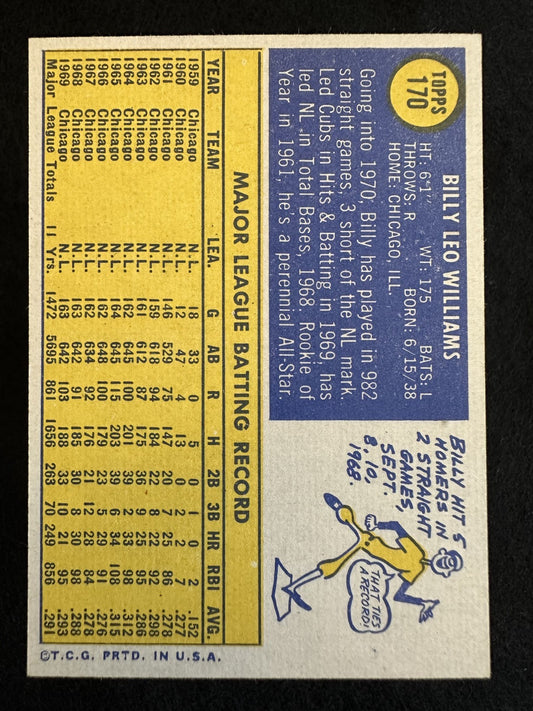 TOPPS
170
BILLY LEO WILLIAMS
HT: 6'1" WT: 175 BATS: L
THROWS: R BORN: 6/15/38
HOME: CHICAGO, ILL.
Going into 1970, Billy has played in 982
straight games, 3 short of the NL mark.
Led Cubs in Hits & Batting in 1969, has
led NL in Total Bases, 1968. Rookie of
Year in 1961, he's a perennial All-Star.
BILLY HIT 5
HOMERS IN
2 STRAIGHT
GAMES,
SEPT.
8, 10,
1968.
THAT TIES
A RECORD!
MAJOR LEAGUE BATTING RECORD
YEAR TEAM LEA. G AB R H 2B 3B HR RBI AVG.
1959 Chicago N.L. 18 33 0 5 0 1 0 2 .152
1960 Chicago N.L. 12 47 4 13 0 2 2 7 .277
1961 Chicago N.L. 146 529 75 147 20 7 25 86 .278
1962 Chicago N.L. 159 618 94 184 22 8 22 92 .298
1963 Chicago N.L. 161 612 87 175 36 9 25 95 .286
1964 Chicago N.L. 162 645 100 201 39 2 33 98 .312
1965 Chicago N.L. 164 645 115 203 39 6 34 108 .315
1966 Chicago N.L. 162 648 100 179 23 5 29 91 .276
1967 Chicago N.L. 162 634 92 176 21 12 28 84 .278
1968 Chicago N.L. 163 642 91 185 30 8 30 98 .288
1969 Chicago N.L. 163 642 103 188 33 10 21 95 .293
Major League Totals 11 Yrs. 1472 5695 861 1656 263 70 249 856 .291
©T.C.G. PRTD. IN U.S.A.